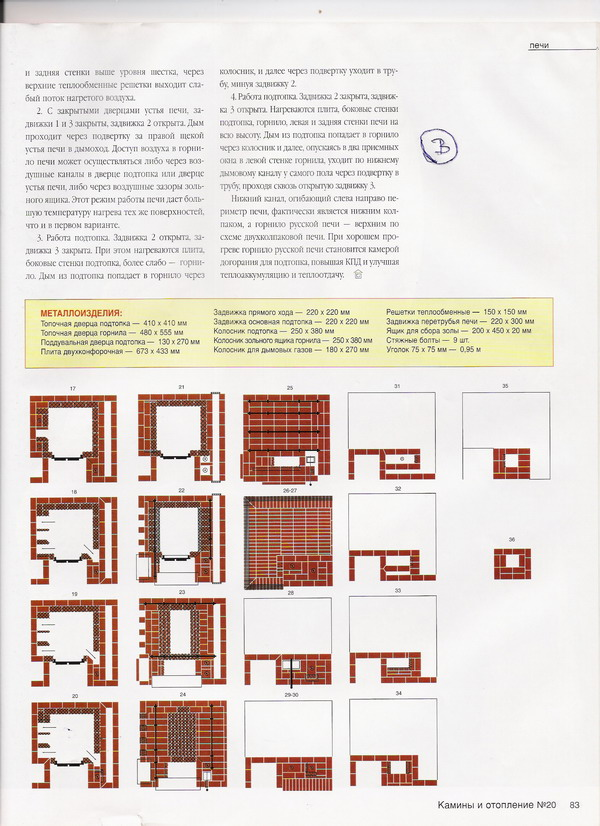 печи
и задняя стенки выше уровня шестка, через
верхние теплообменные решетки выходит сла-
бый поток нагретого воздуха.
2. С закрытыми дверцами устья печи, за-
движки 1 и 3 закрыты, задвижка 2 открыта. Дым
проходит через подвертку за правой щекой
устья печи в дымоход. Доступ воздуха в горни-
ло печи может осуществляться либо через воз-
душные каналы в дверце подтопка или дверце
устья печи, либо через воздушные зазоры золь-
ного ящика. Этот режим работы печи дает боль-
шую температуру нагрева тех же поверхностей,
что и в первом варианте.
3. Работа подтопка. Задвижка 2 открыта, за-
движка 3 закрыта. При этом нагреваются плита,
боковые стенки подтопка, более слабо — горни-
ло. Дым из подтопка попадает в горнило через
колосник, и далее через подвертку уходит в тру-
бу, минуя задвижку 2.
4. Работа подтопка. Задвижка 2 закрыта, задвиж-
ка 3 открыта. Нагреваются плита, боковые стенки
подтопка, горнило, левая и задняя стенки печи на
всю высоту. Дым из подтопка попадает в горнило
через колосник и далее, опускаясь в два приемных
окна в левой стенке горнила, уходит по нижнему
дымовому каналу у самого пола через подвертку в
трубу, проходя сквозь открытую задвижку 3.
Нижний канал, огибающий слева направо пе-
риметр печи, фактически является нижним кол-
паком, а горнило русской печи — верхним по
схеме двухколпаковой печи. При хорошем про-
греве горнило русской печи становится камерой
догорания для подтопка, повышая КПД и улучшая
теплоаккумуляцию и теплоотдачу.
В
МЕТАЛЛОИЗДЕЛИЯ:
Топочная дверца подтопка — 410 х 410 мм
Топочная дверца горнила — 480 х 555 мм
Поддувальная дверца подтопка — 130 х 270 мм
Плита двухконфорочная — 673 х 433 мм
Задвижка прямого хода — 220 х 220 мм
Задвижка основная подтопка — 220 х 220 мм
Колосник подтопка — 250 х 380 мм
Колосник зольного ящика горнила — 250 х 380 мм
Колосник для дымовых газов — 180 х 270 мм
Решетки теплообменные — 150 х 150 мм
Задвижка перетрубья печи — 220 х 300 мм
Ящик для сбора золы — 200 х 450 х 20 мм
Стяжные болты — 9 шт.
Уголок 75 х 75 мм — 0,95 м
17
21
25
31
35
18
22
26-27
32
36
19
23
28
33
20
24
29-30
34
Камины и отопление №20 83